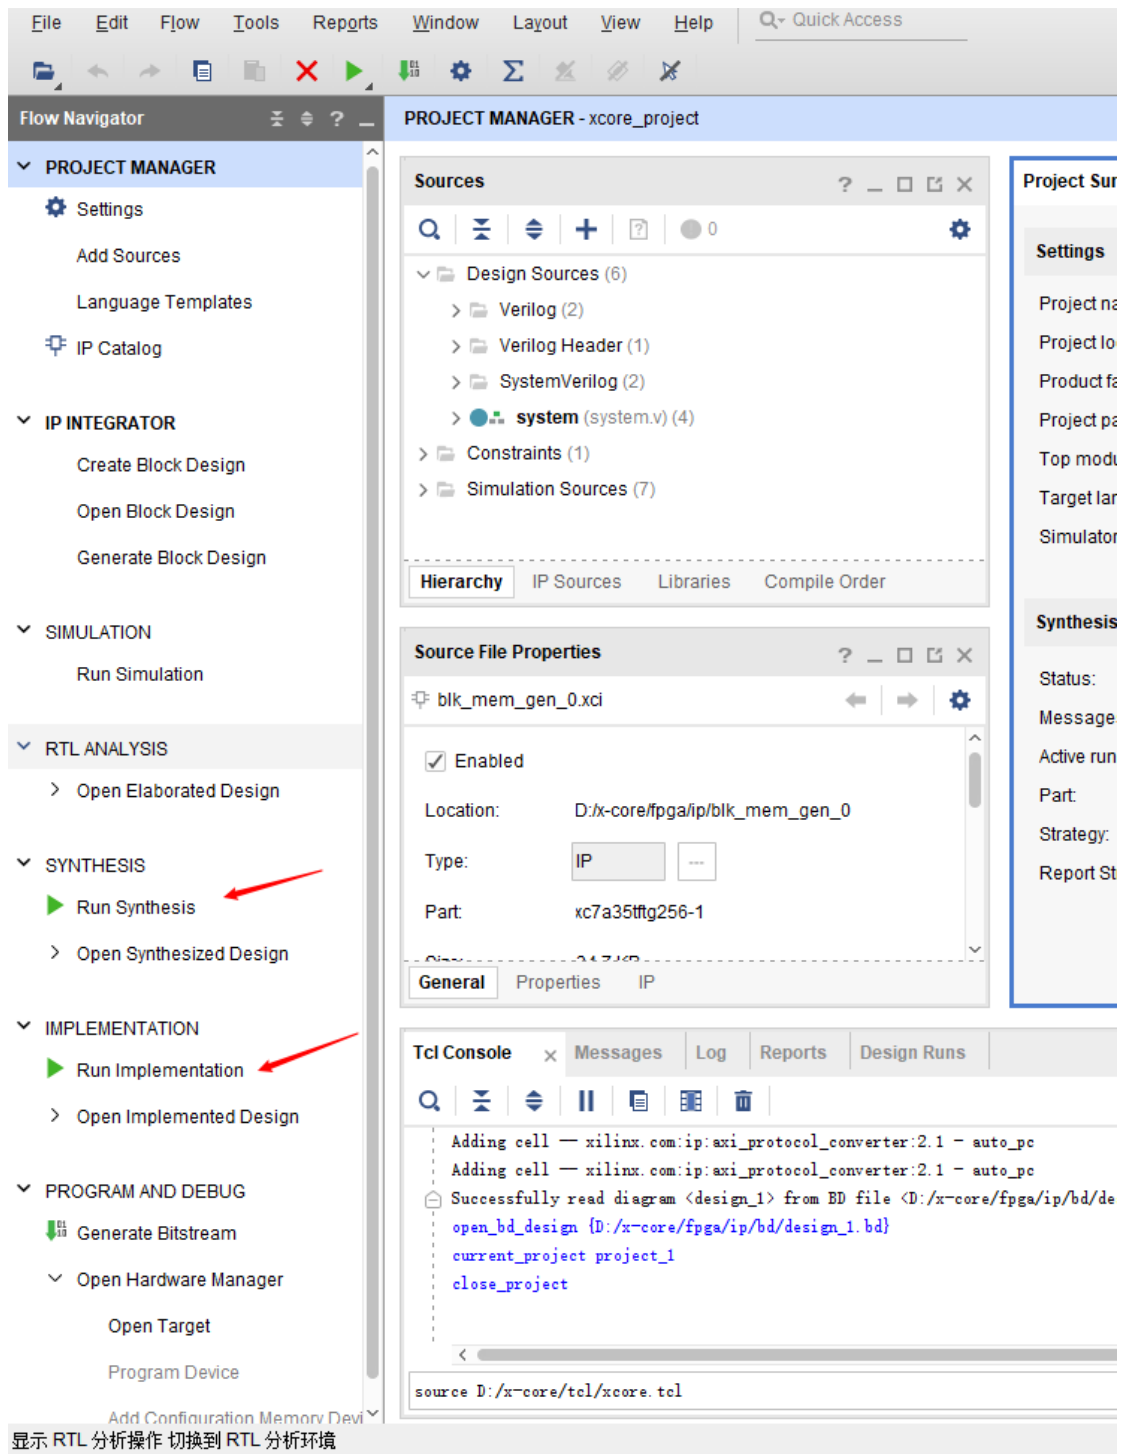 File Edit Flow Tools Reports Window Layout View Help Quick Access
Flow Navigator
PROJECT MANAGER
Settings
Add Sources
Language Templates
IP Catalog
IP INTEGRATOR
Create Block Design
Open Block Design
Generate Block Design
SIMULATION
Run Simulation
RTL ANALYSIS
Open Elaborated Design
SYNTHESIS
Run Synthesis
Open Synthesized Design
IMPLEMENTATION
Run Implementation
Open Implemented Design
PROGRAM AND DEBUG
Generate Bitstream
Open Hardware Manager
Open Target
Program Device
Add Configuration Memory Devi
PROJECT MANAGER - xcore_project
Sources
0
Design Sources (6)
Verilog (2)
Verilog Header (1)
SystemVerilog (2)
system (system.v) (4)
Constraints (1)
Simulation Sources (7)
Hierarchy IP Sources Libraries Compile Order
Source File Properties
blk_mem_gen_0.xci
Enabled
Location: D:/x-core/fpga/ip/blk_mem_gen_0
Type: IP
Part: xc7a35tftg256-1
General Properties IP
Project Sur
Settings
Project na
Project lo
Product fa
Project pa
Top modu
Target lar
Simulator
Synthesis
Status:
Message
Active run
Part:
Strategy:
Report St
Tcl Console Messages Log Reports Design Runs
Adding cell -- xilinx.com:ip:axi_protocol_converter:2.1 - auto_pc
Adding cell -- xilinx.com:ip:axi_protocol_converter:2.1 - auto_pc
Successfully read diagram <design_1> from BD file <D:/x-core/fpga/ip/bd/de
open_bd_design {D:/x-core/fpga/ip/bd/design_1.bd}
current_project project_1
close_project
source D:/x-core/tcl/xcore.tcl
显示 RTL 分析操作 切换到 RTL 分析环境